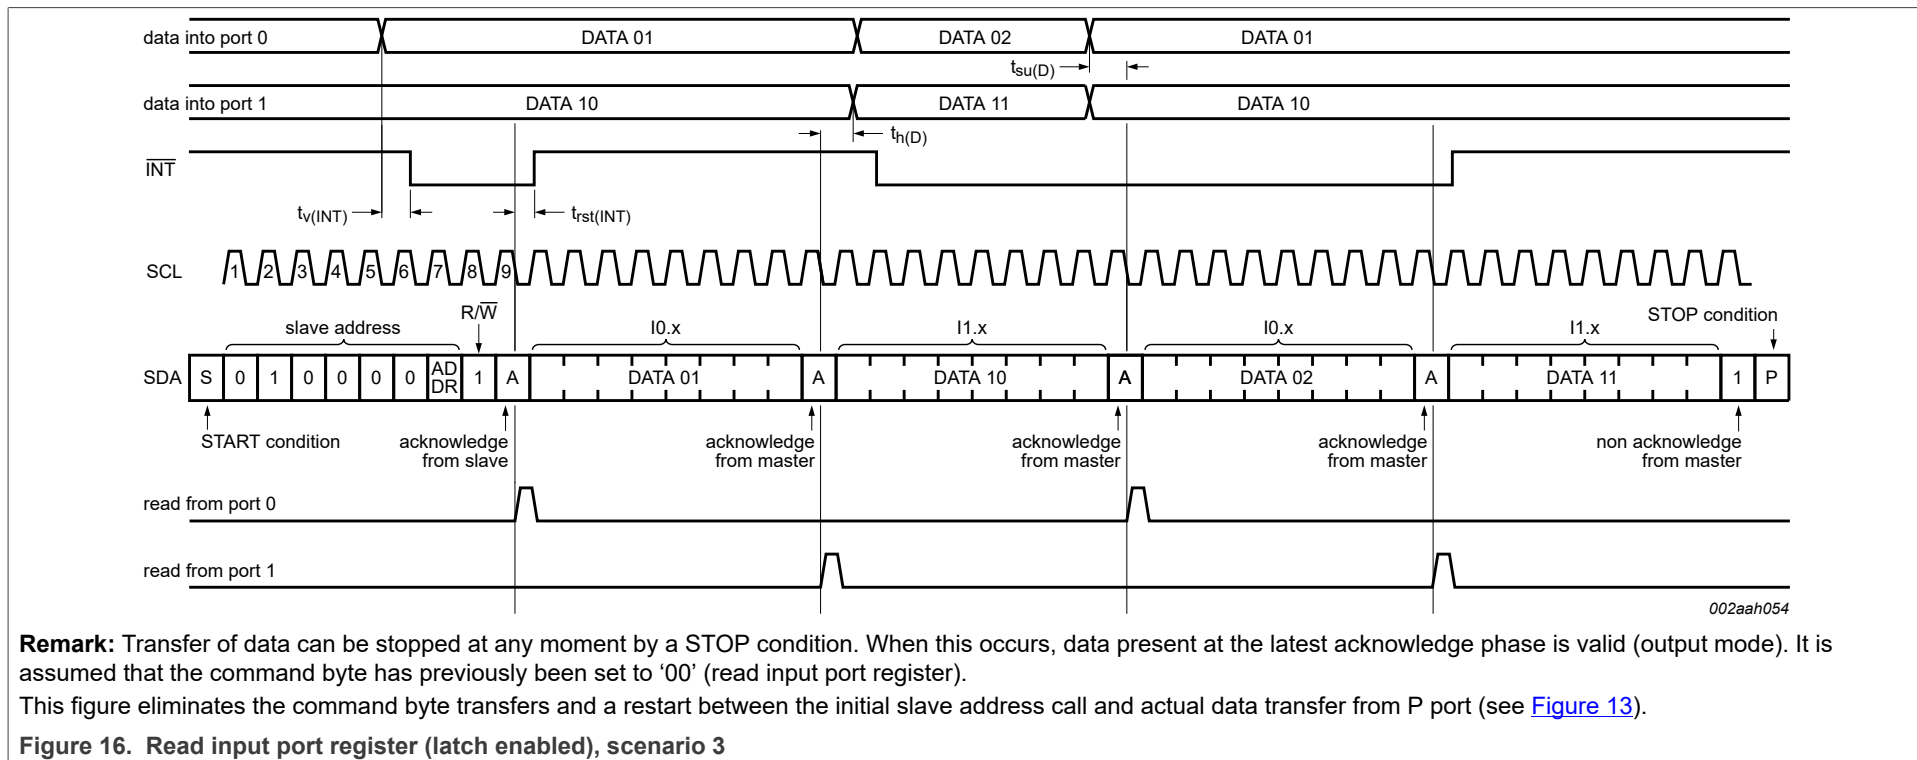 data into port 0 DATA 01 DATA 02 DATA 01
tsu(D)
data into port 1 DATA 10 DATA 11 DATA 10
th(D)
INT
tv(INT) trst(INT)
SCL 1 2 3 4 5 6 7 8 9
R/W
STOP condition
slave address I0.x I1.x I0.x I1.x
SDA S 0 1 0 0 0 0 AD DR 1 A DATA 01 A DATA 10 A DATA 02 A DATA 11 1 P
START condition
acknowledge from slave
acknowledge from master
acknowledge from master
acknowledge from master
non acknowledge from master
read from port 0
read from port 1
002aah054
Remark: Transfer of data can be stopped at any moment by a STOP condition. When this occurs, data present at the latest acknowledge phase is valid (output mode). It is
assumed that the command byte has previously been set to ‘00’ (read input port register).
This figure eliminates the command byte transfers and a restart between the initial slave address call and actual data transfer from P port (see Figure 13).
Figure 16. Read input port register (latch enabled), scenario 3